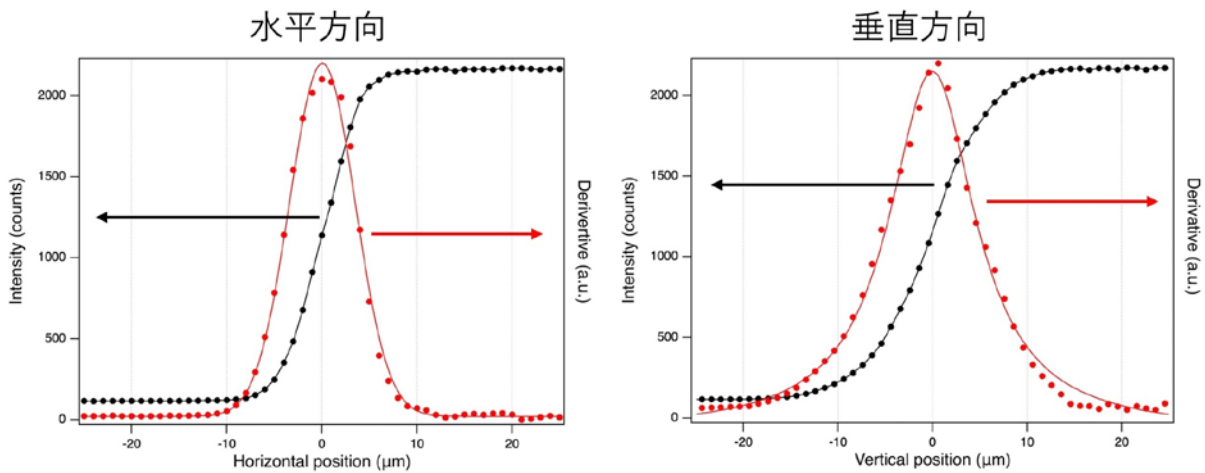 水平方向
2000
1500
1000
500
0
Intensity (counts)
-20
-10
0
10
20
Horizontal position (μm)
Derivertive (a.u.)
垂直方向
2000
1500
1000
500
0
Intensity (counts)
-20
-10
0
10
20
Vertical position (μm)
Derivative (a.u.)